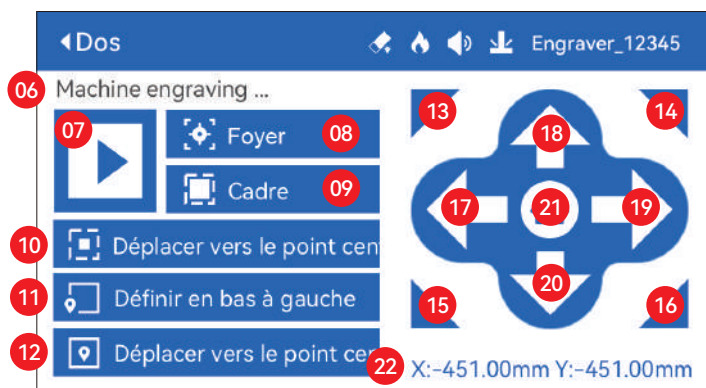 Dos Engraver_12345
06 Machine engraving ...
07 Foyer 08
Cadre 09
10 Déplacer vers le point cen
11 Définir en bas à gauche
12 Déplacer vers le point cen
13 14
18
17 21 19
20
15 16
22 X:-451.00mm Y:-451.00mm